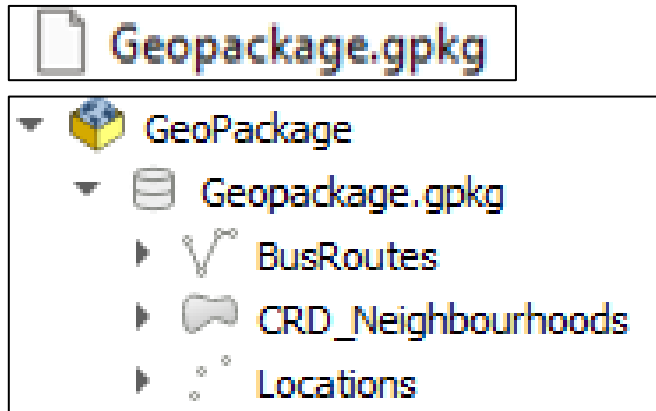 Geopackage.gpkg
GeoPackage
Geopackage.gpkg
BusRoutes
CRD_Neighbourhoods
Locations